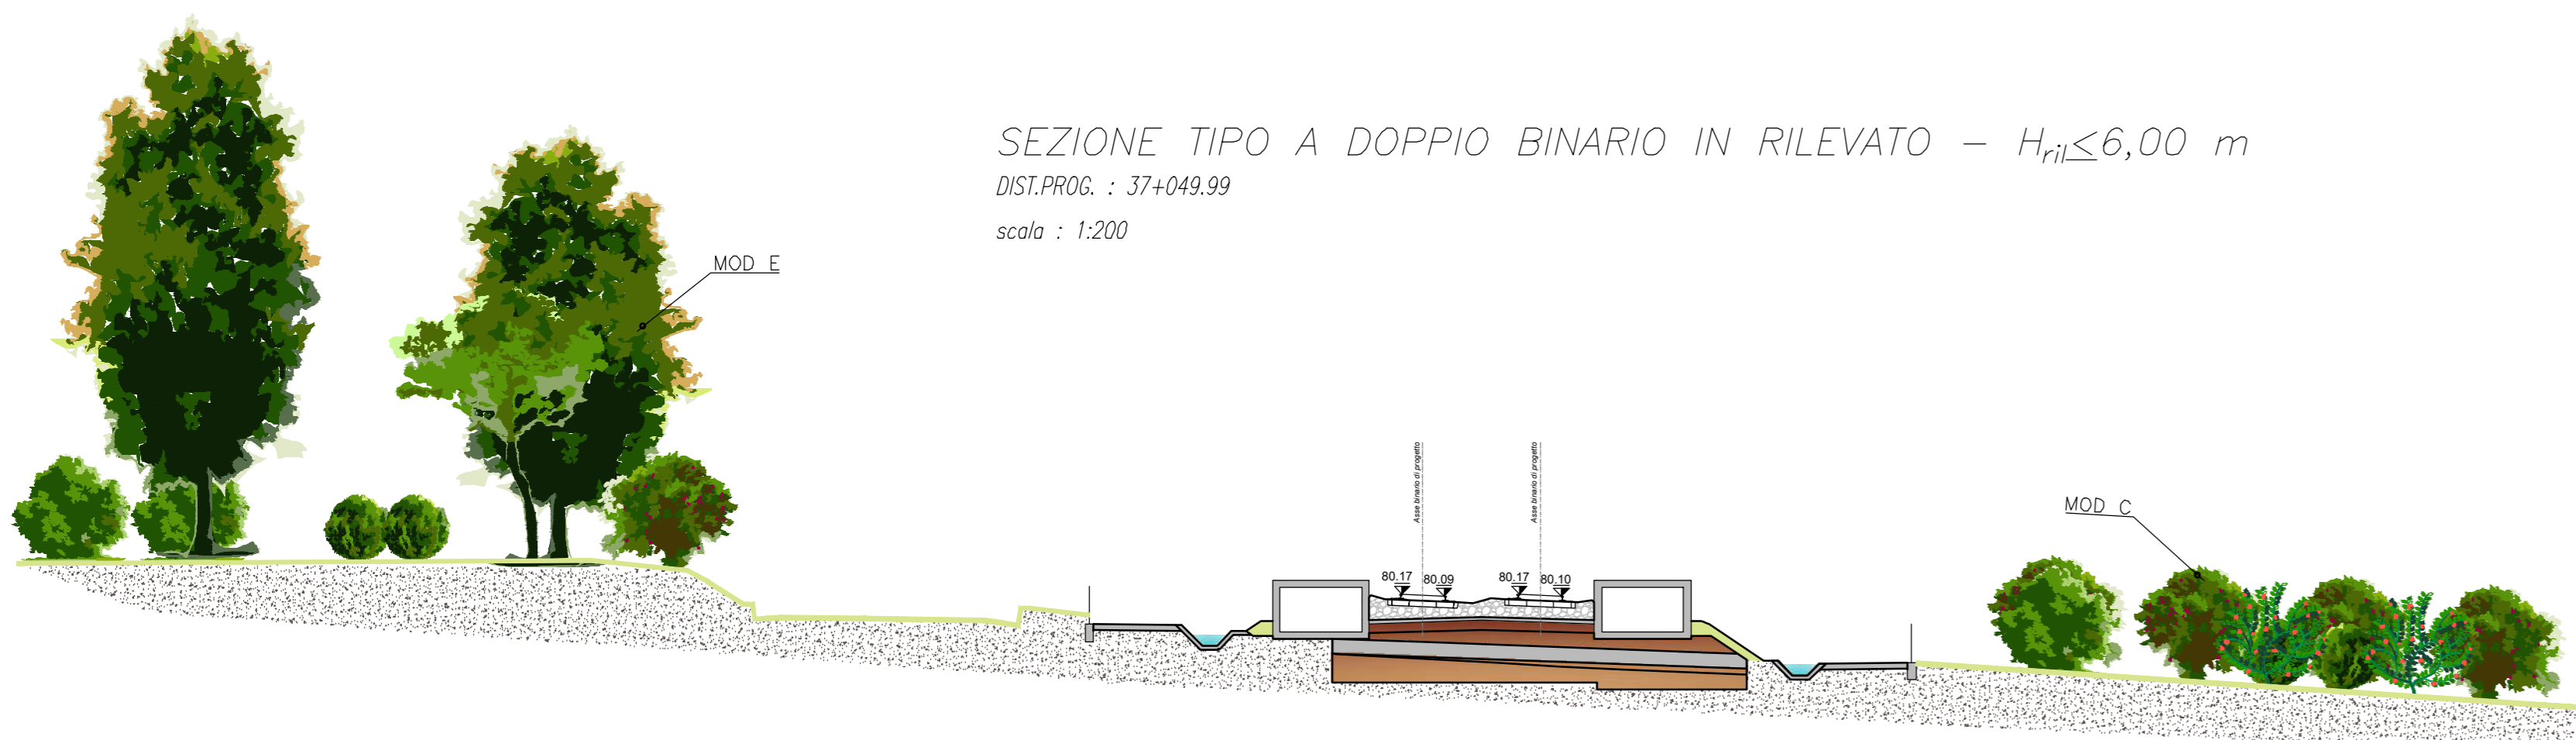 SEZIONE TIPO A DOPPIO BINARIO IN RILEVATO – Hril≤6,00 m
DIST.PROG. : 37+049.99
scala : 1:200
MOD E
Asse binario di progetto
Asse binario di progetto
80.17
80.09
80.17
80.10
MOD C